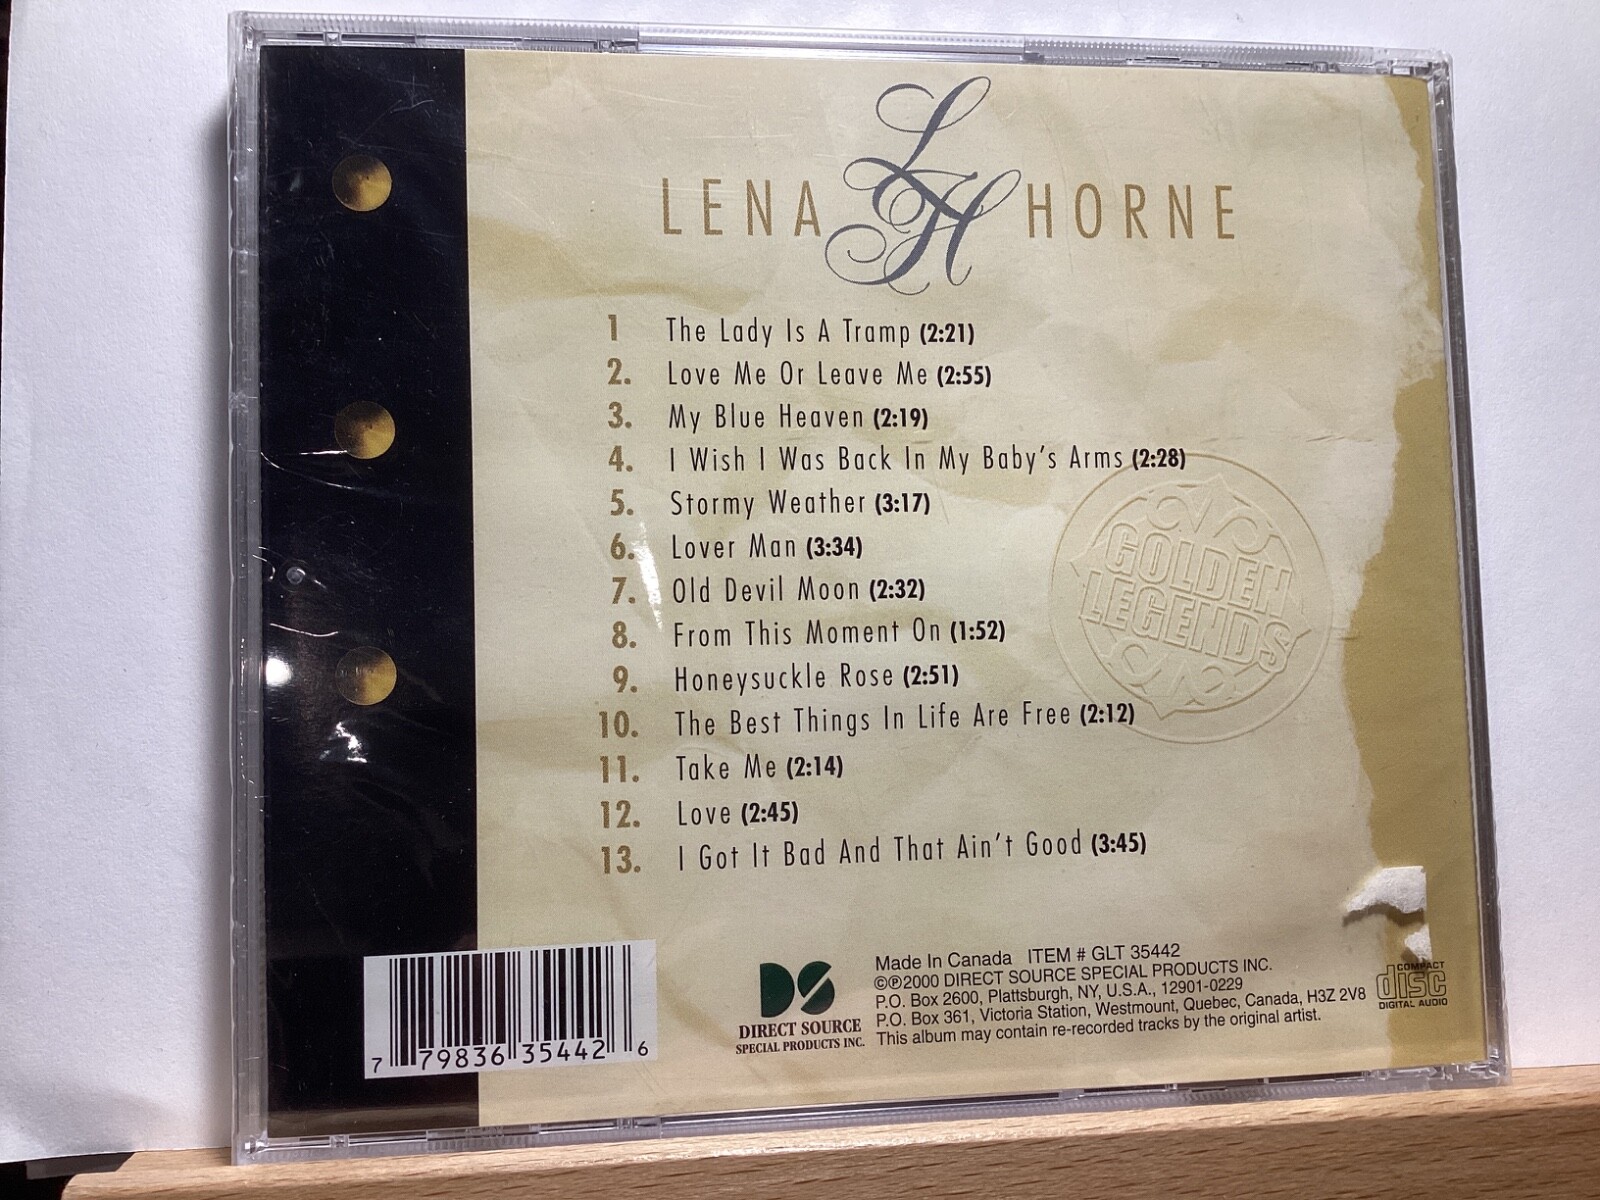 LENA LH HORNE
1 The Lady Is A Tramp (2:21)
2. Love Me Or Leave Me (2:55)
3. My Blue Heaven (2:19)
4. I Wish I Was Back In My Baby's Arms (2:28)
5. Stormy Weather (3:17)
6. Lover Man (3:34)
7. Old Devil Moon (2:32)
8. From This Moment On (1:52)
9. Honeysuckle Rose (2:51)
10. The Best Things In Life Are Free (2:12)
11. Take Me (2:14)
12. Love (2:45)
13. I Got It Bad And That Ain't Good (3:45)
GOLDEN
LEGENDS
7 79836 35442 6
DS
DIRECT SOURCE
SPECIAL PRODUCTS INC.
Made In Canada ITEM # GLT 35442
©℗2000 DIRECT SOURCE SPECIAL PRODUCTS INC.
P.O. Box 2600, Plattsburgh, NY, U.S.A., 12901-0229
P.O. Box 361, Victoria Station, Westmount, Quebec, Canada, H3Z 2V8
This album may contain re-recorded tracks by the original artist.
COMPACT
disc
DIGITAL AUDIO